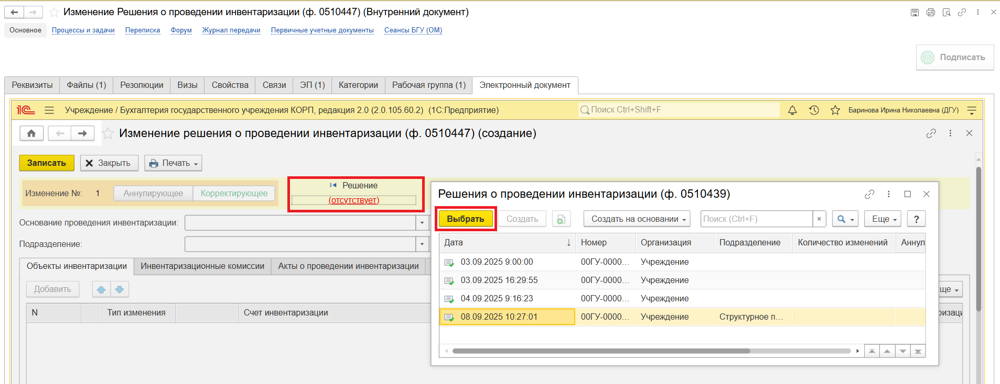 Изменение Решения о проведении инвентаризации (ф. 0510447) (Внутренний документ)
Основное Процессы и задачи Переписка Форум Журнал передачи Первичные учетные документы Сеансы БГУ (ОМ)
Подписать
Реквизиты Файлы (1) Резолюции Визы Свойства Связи ЭП (1) Категории Рабочая группа (1) Электронный документ
1С Учреждение / Бухгалтерия государственного учреждения КОРП, редакция 2.0 (2.0.105.60.2) (1С:Предприятие) Поиск Ctrl+Shift+F Баринова Ирина Николаевна (ДГУ)
Изменение решения о проведении инвентаризации (ф. 0510447) (создание)
Записать Закрыть Печать
Изменение №: 1 Аннулирующее Корректирующее
Решение
(отсутствует)
Основание проведения инвентаризации:
Подразделение:
Объекты инвентаризации Инвентаризационные комиссии Акты о проведении инвентаризации
Добавить ще
N Тип изменения Счет инвентаризации ризаци
Решения о проведении инвентаризации (ф. 0510439)
Выбрать Создать Создать на основании Поиск (Ctrl+F) × Еще ?
Дата ↓ Номер Организация Подразделение Количество изменений Аннул
03.09.2025 9:00:00 00ГУ-0000... Учреждение
03.09.2025 16:29:55 00ГУ-0000... Учреждение
04.09.2025 9:16:23 00ГУ-0000... Учреждение
08.09.2025 10:27:01 00ГУ-0000... Учреждение Структурное п...